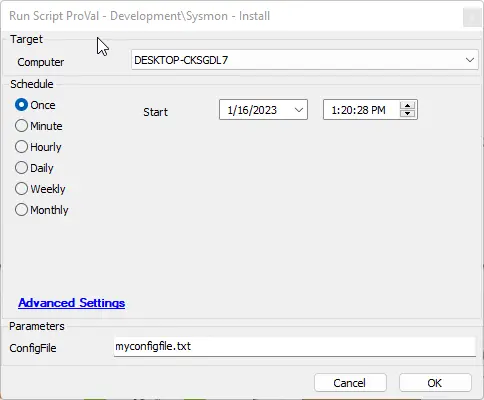 Run Script ProVal - Development\Sysmon - Install
Target
Computer DESKTOP-CKSGDL7
Schedule
Once Start 1/16/2023 1:20:28 PM
Minute
Hourly
Daily
Weekly
Monthly
Advanced Settings
Parameters
ConfigFile myconfigfile.txt
Cancel OK